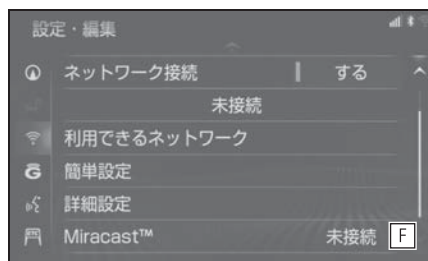 設定・編集
ネットワーク接続 する
未接続
利用できるネットワーク
簡単設定
詳細設定
Miracast™ 未接続 F